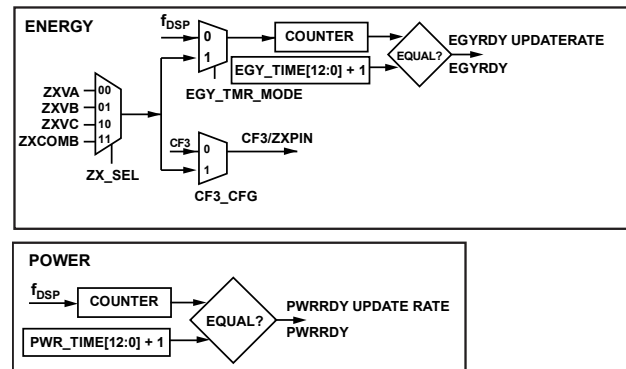 ENERGY
fDSP
0
1
COUNTER
EGY_TIME[12:0] + 1
EQUAL?
EGYRDY UPDATERATE
EGYRDY
EGY_TMR_MODE
ZXVA
00
ZXVB
01
ZXVC
10
ZXCOMB
11
ZX_SEL
CF3
0
1
CF3/ZXPIN
CF3_CFG
POWER
fDSP
COUNTER
PWR_TIME[12:0] + 1
EQUAL?
PWRRDY UPDATE RATE
PWRRDY